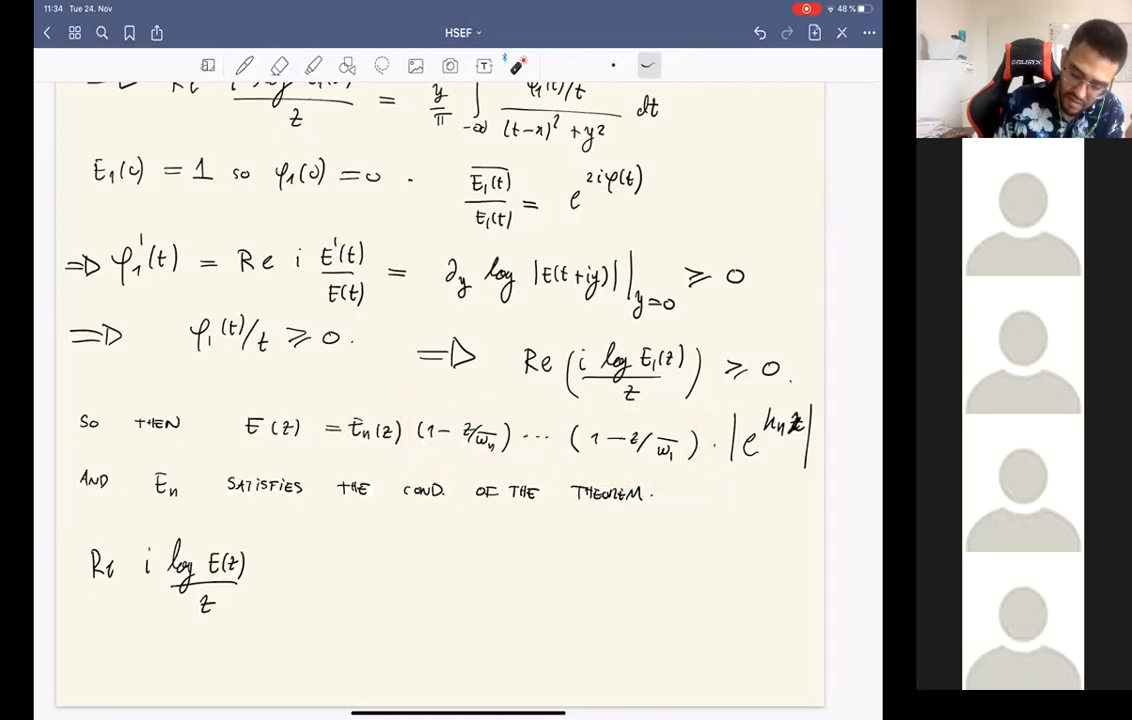 11:34 Tue 24. Nov
48 %
HSEF
= y/π ∫_{-∞} φ₁(t)/t / ((t-x)² + y²) dt
E₁(0) = 1 so φ₁(0) = 0 . \overline{E₁(t)} / E₁(t) = e^{2iφ(t)}
⟹ φ₁'(t) = Re i E'(t)/E(t) = ∂_y log |E(t+iy)| |_{y=0} ⩾ 0
⟹ φ₁(t)/t ⩾ 0. ⟹ Re ( i log E₁(z) / z ) ⩾ 0.
SO THEN E(z) = E_n(z) (1 - z/\overline{ω_n}) ··· (1 - z/\overline{ω_1}) . | e^{h_n z} |
AND E_n SATISFIES THE COND. OF THE THEOREM.
Re i log E(z) / z